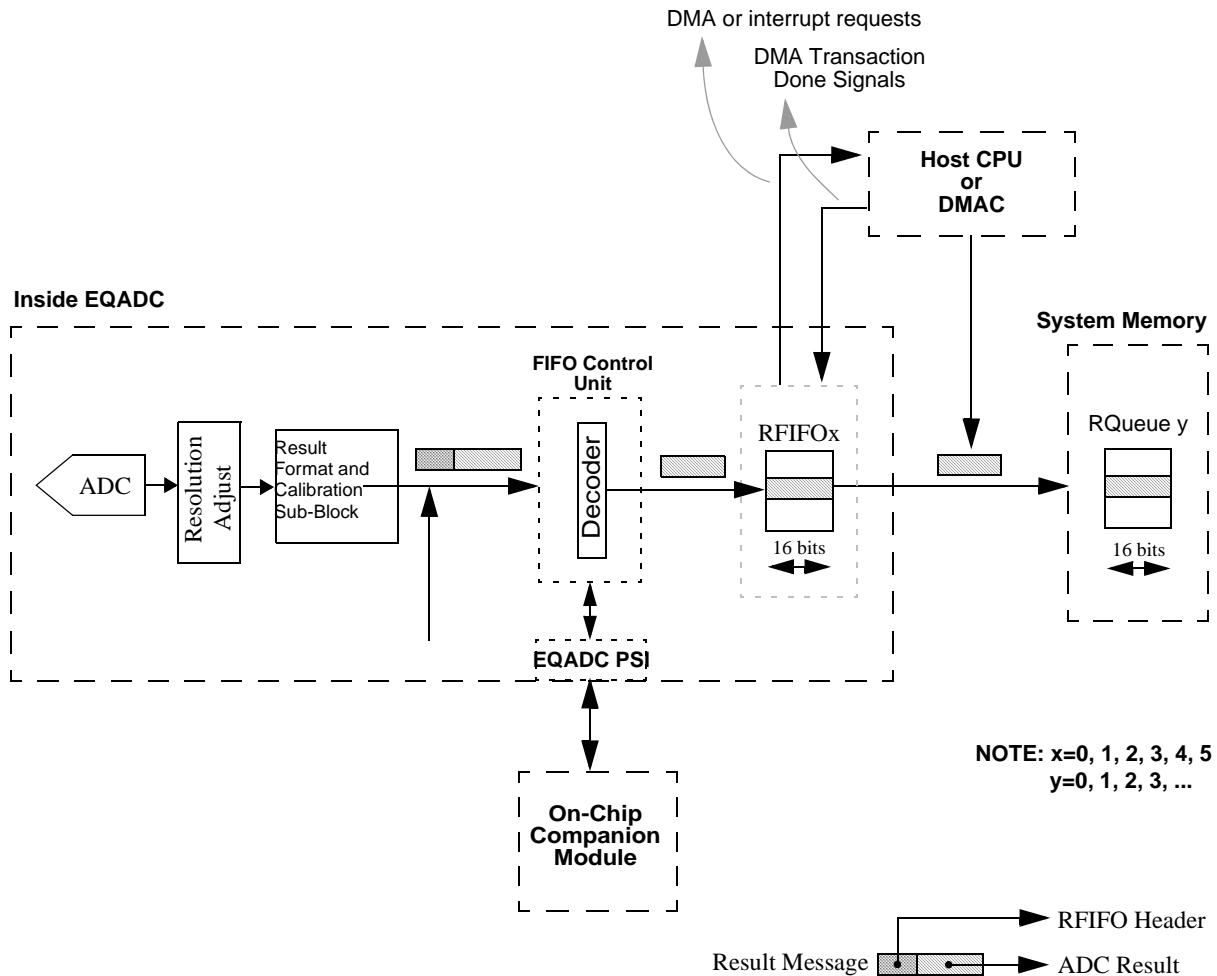 DMA or interrupt requests
DMA Transaction
Done Signals
Host CPU
or
DMAC
Inside EQADC
System Memory
FIFO Control
Unit
RFIFOx
RQueue y
ADC
Resolution
Adjust
Result
Format and
Calibration
Sub-Block
Decoder
16 bits
16 bits
EQADC PSI
NOTE: x=0, 1, 2, 3, 4, 5
y=0, 1, 2, 3, ...
On-Chip
Companion
Module
RFIFO Header
Result Message
ADC Result